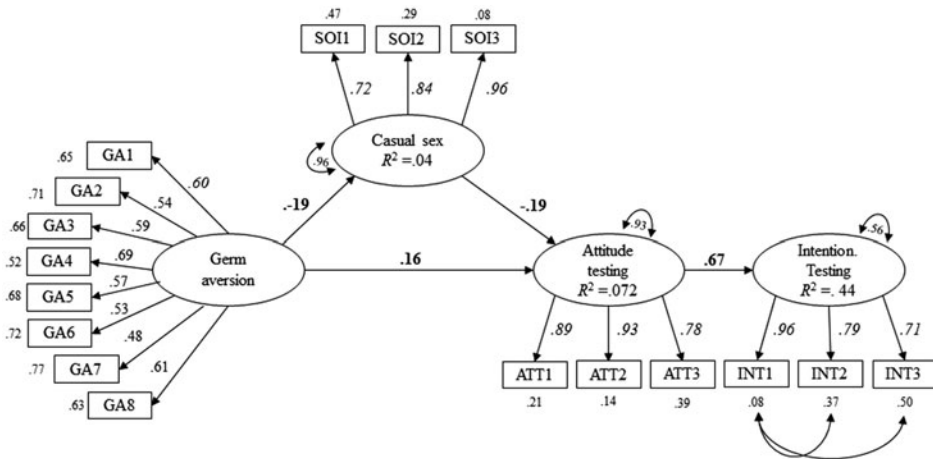 .47
.29
.08
SOI1
SOI2
SOI3
.72
.84
.96
Casual sex
R² =.04
.96
.65
GA1
.60
.71
GA2
.54
.66
GA3
.59
.52
GA4
.69
.68
GA5
.57
.72
GA6
.53
.77
GA7
.48
.63
GA8
.61
Germ
aversion
.-19
-.19
.16
.93
Attitude
testing
R² =.072
.67
.56
Intention.
Testing
R² =. 44
.89
.93
.78
.96
.79
.71
ATT1
ATT2
ATT3
INT1
INT2
INT3
.21
.14
.39
.08
.37
.50